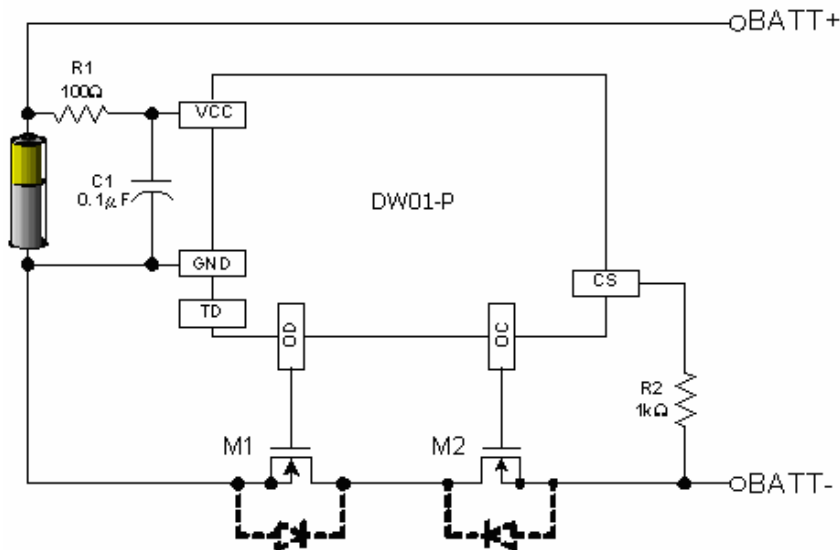 BATT+
R1
100Ω
VCC
C1
0.1μF
DW01-P
GND
CS
TD
OD
OC
R2
1kΩ
M1
M2
BATT-